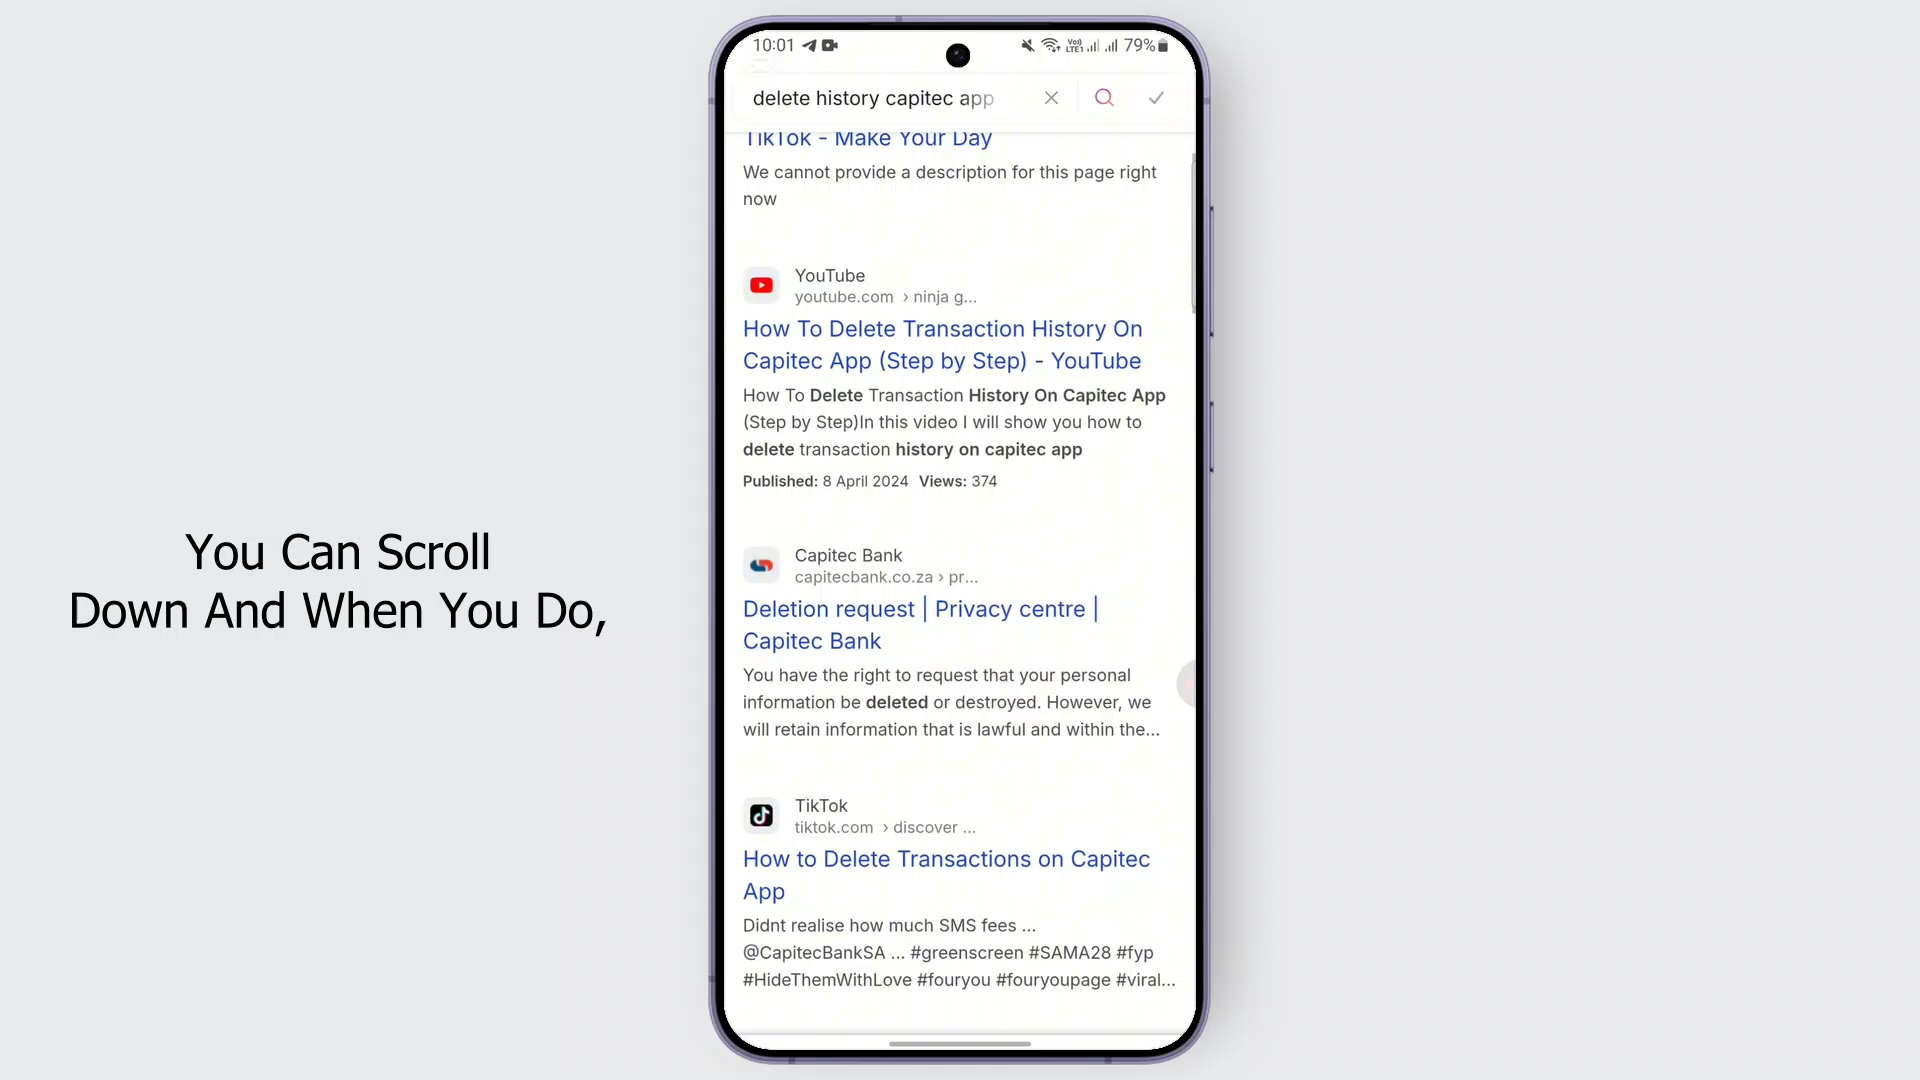 You Can Scroll
Down And When You Do,
10:01
LTE1
79%
delete history capitec app
TikTok - Make Your Day
We cannot provide a description for this page right
now
YouTube
youtube.com › ninja g...
How To Delete Transaction History On
Capitec App (Step by Step) - YouTube
How To Delete Transaction History On Capitec App
(Step by Step)In this video I will show you how to
delete transaction history on capitec app
Published: 8 April 2024 Views: 374
Capitec Bank
capitecbank.co.za › pr...
Deletion request | Privacy centre |
Capitec Bank
You have the right to request that your personal
information be deleted or destroyed. However, we
will retain information that is lawful and within the...
TikTok
tiktok.com › discover ...
How to Delete Transactions on Capitec
App
Didnt realise how much SMS fees ...
@CapitecBankSA ... #greenscreen #SAMA28 #fyp
#HideThemWithLove #fouryou #fouryoupage #viral...